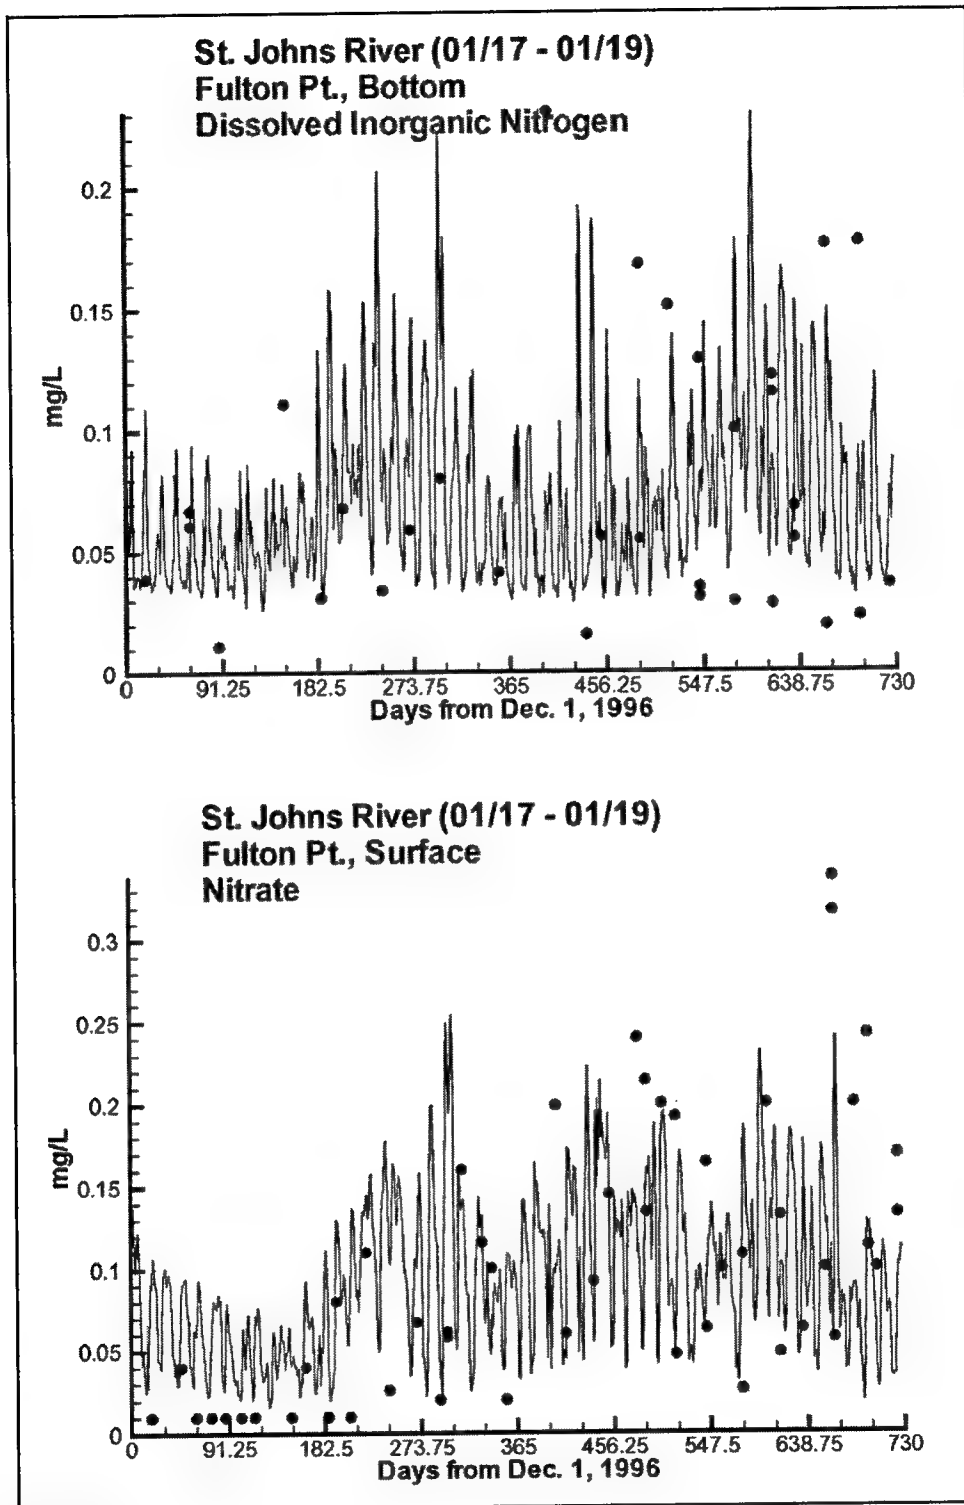 St. Johns River (01/17 - 01/19)
Fulton Pt., Bottom
Dissolved Inorganic Nitrogen
0.2
0.15
0.1
0.05
0
mg/L
0 91.25 182.5 273.75 365 456.25 547.5 638.75 730
Days from Dec. 1, 1996
St. Johns River (01/17 - 01/19)
Fulton Pt., Surface
Nitrate
0.3
0.25
0.2
0.15
0.1
0.05
0
mg/L
0 91.25 182.5 273.75 365 456.25 547.5 638.75 730
Days from Dec. 1, 1996